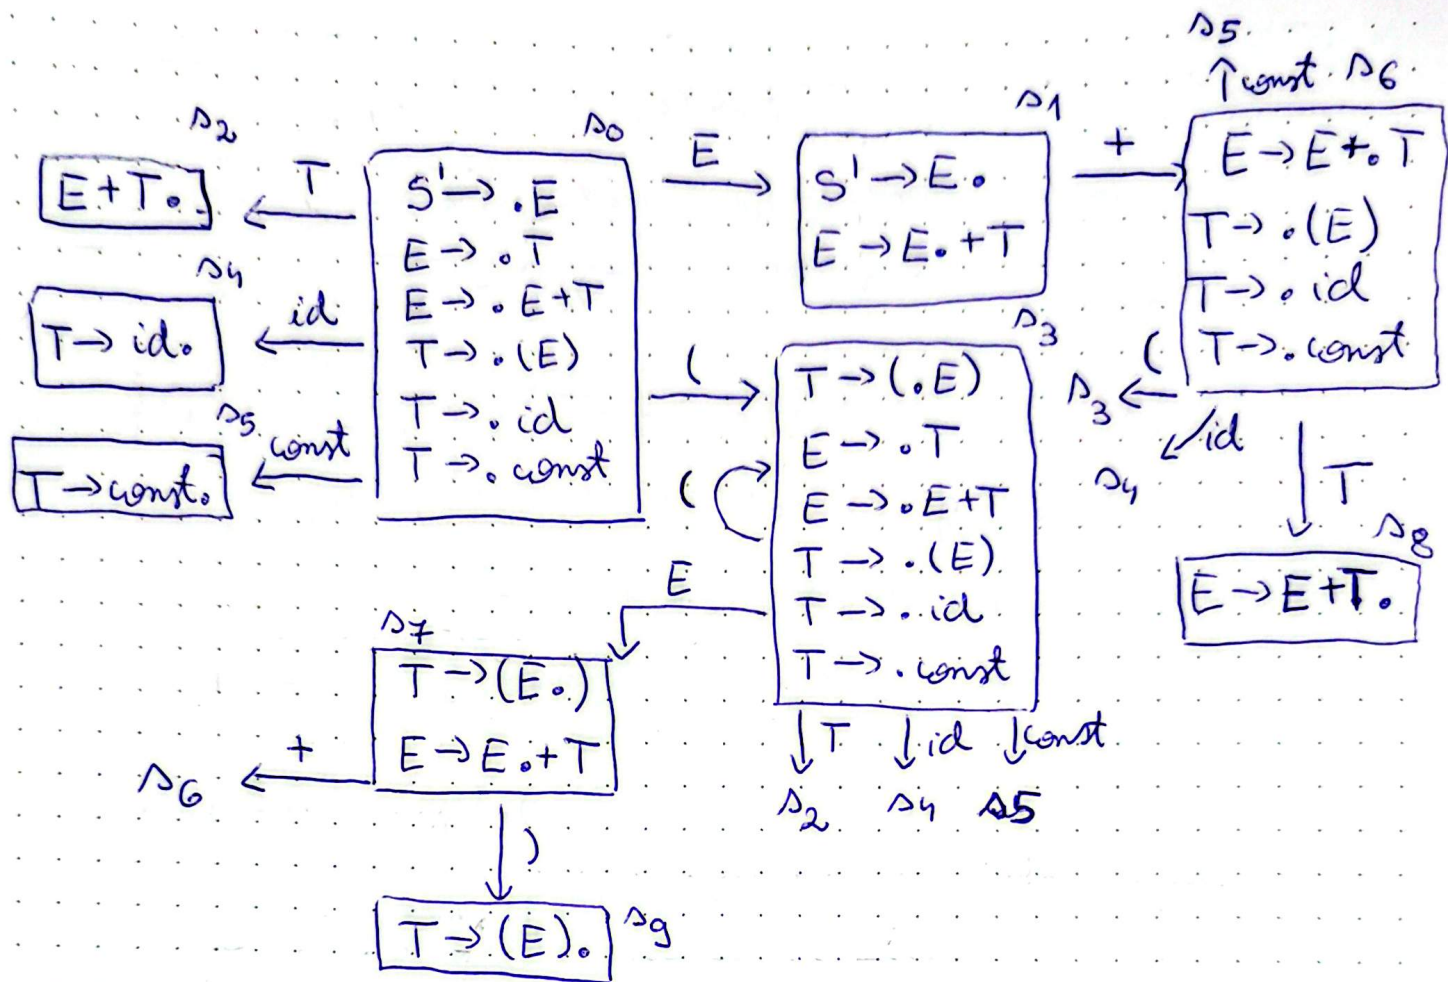 s5
↑ const s6
s2
E+T.
T
s0
S' → .E
E → .T
E → .E+T
T → .(E)
T → .id
T → .const
E
s1
S' → E.
E → E.+T
+
E → E+.T
T → .(E)
T → .id
T → .const
s4
T → id.
id
s5
T → const.
const
(
s3
T → (.E)
E → .T
E → .E+T
T → .(E)
T → .id
T → .const
(
(
s3
id
s4
T
s8
E → E+T.
E
s7
T → (E.)
E → E.+T
+
s6
T id const
s2 s4 s5
)
T → (E).
s9